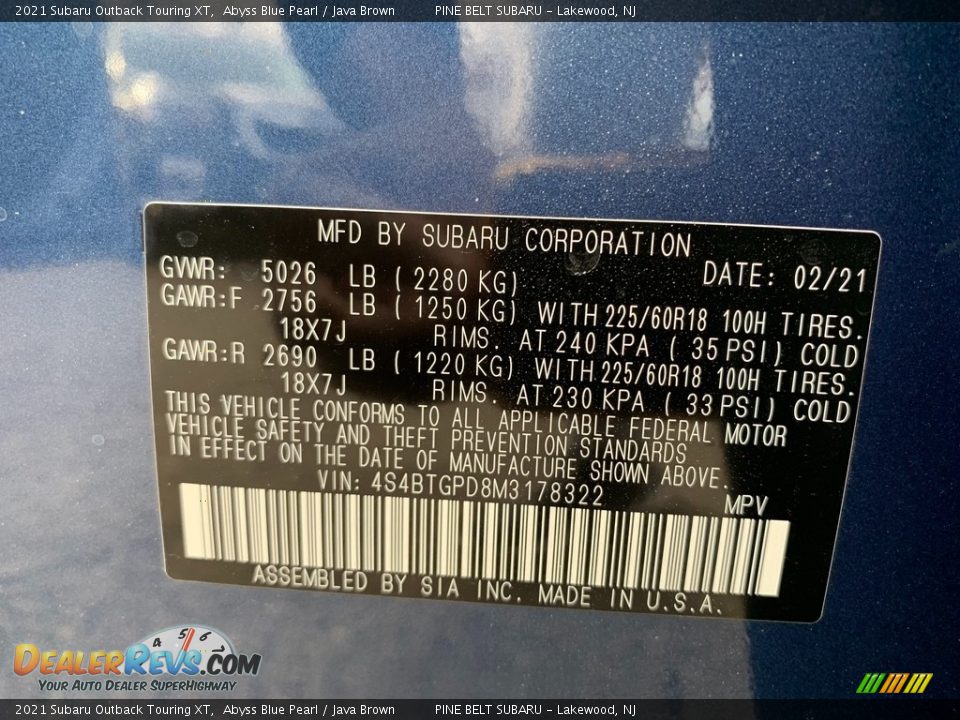 2021 Subaru Outback Touring XT, Abyss Blue Pearl / Java Brown PINE BELT SUBARU - Lakewood, NJ
MFD BY SUBARU CORPORATION
GVWR: 5026 LB ( 2280 KG) DATE: 02/21
GAWR:F 2756 LB ( 1250 KG) WITH 225/60R18 100H TIRES.
18X7J RIMS. AT 240 KPA ( 35 PSI) COLD
GAWR:R 2690 LB ( 1220 KG) WITH 225/60R18 100H TIRES.
18X7J RIMS. AT 230 KPA ( 33 PSI) COLD
THIS VEHICLE CONFORMS TO ALL APPLICABLE FEDERAL MOTOR
VEHICLE SAFETY AND THEFT PREVENTION STANDARDS
IN EFFECT ON THE DATE OF MANUFACTURE SHOWN ABOVE.
VIN: 4S4BTGPD8M3178322 MPV
ASSEMBLED BY SIA INC. MADE IN U.S.A.
4 5 6
DEALERREVS.COM
YOUR AUTO DEALER SUPERHIGHWAY
2021 Subaru Outback Touring XT, Abyss Blue Pearl / Java Brown PINE BELT SUBARU - Lakewood, NJ